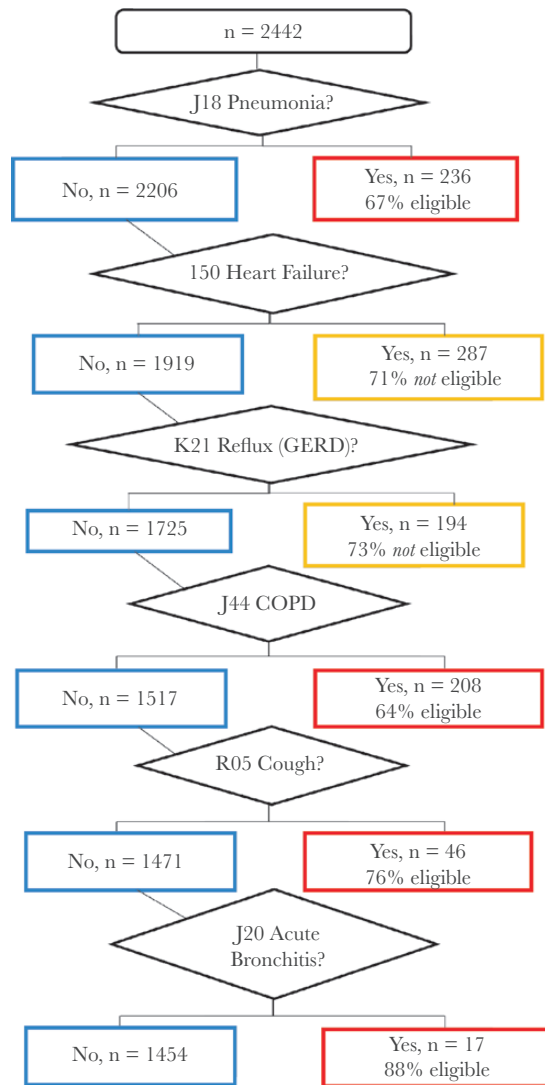 n = 2442
J18 Pneumonia?
No, n = 2206
Yes, n = 236
67% eligible
150 Heart Failure?
No, n = 1919
Yes, n = 287
71% not eligible
K21 Reflux (GERD)?
No, n = 1725
Yes, n = 194
73% not eligible
J44 COPD
No, n = 1517
Yes, n = 208
64% eligible
R05 Cough?
No, n = 1471
Yes, n = 46
76% eligible
J20 Acute
Bronchitis?
No, n = 1454
Yes, n = 17
88% eligible